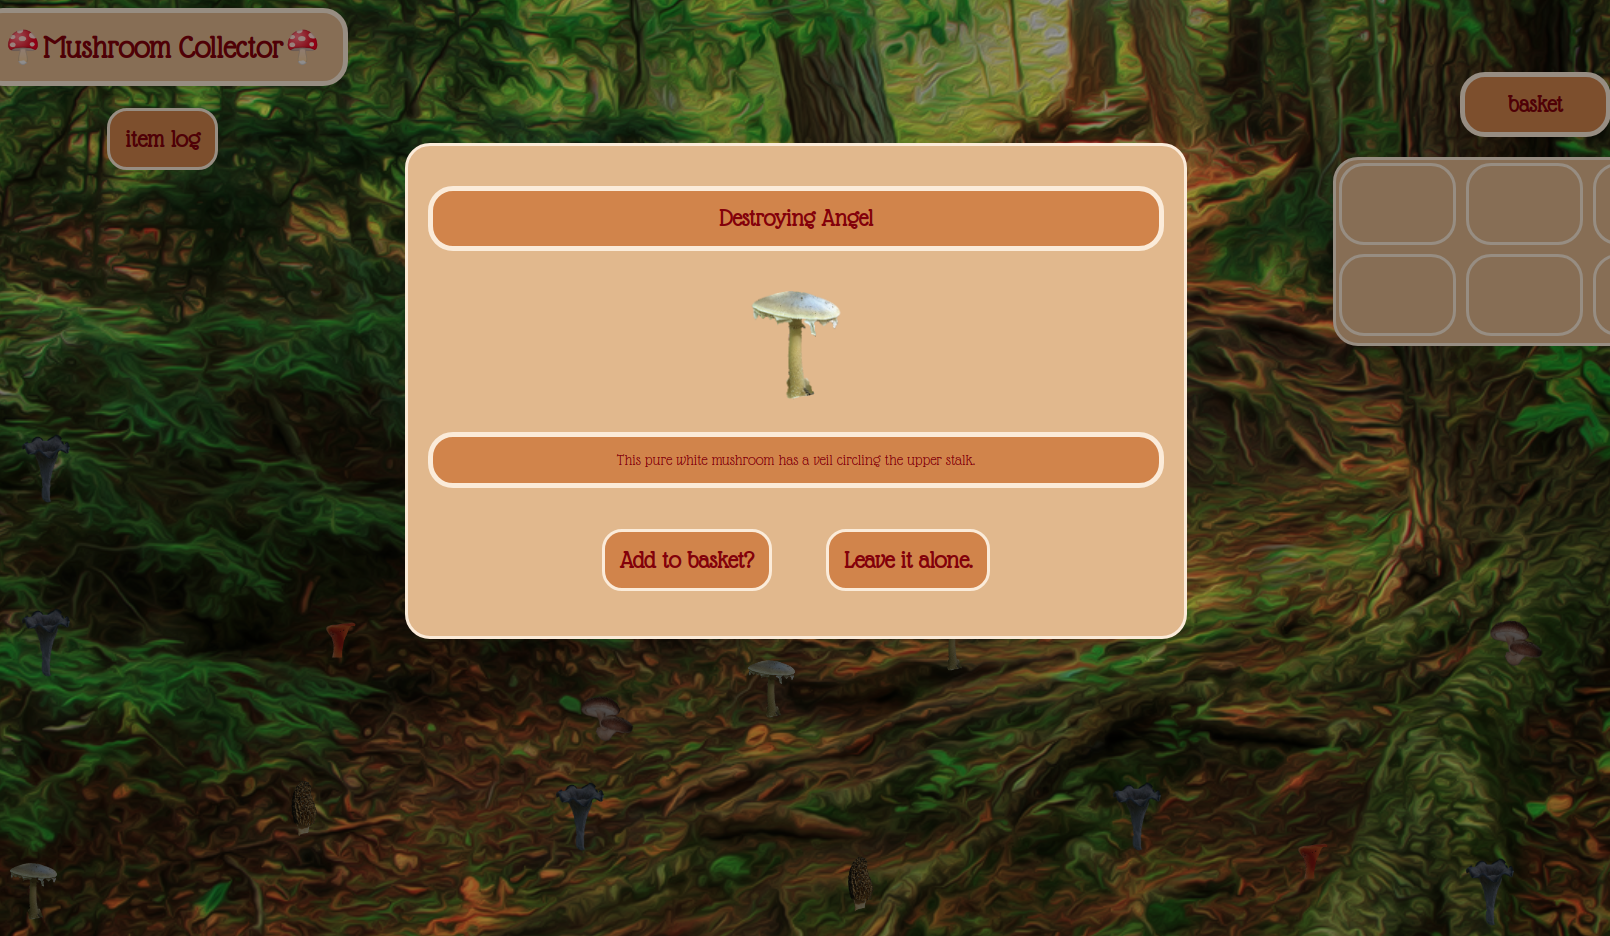 Mushroom Collector
item log
basket
Destroying Angel
This pure white mushroom has a veil circling the upper stalk.
Add to basket?
Leave it alone.